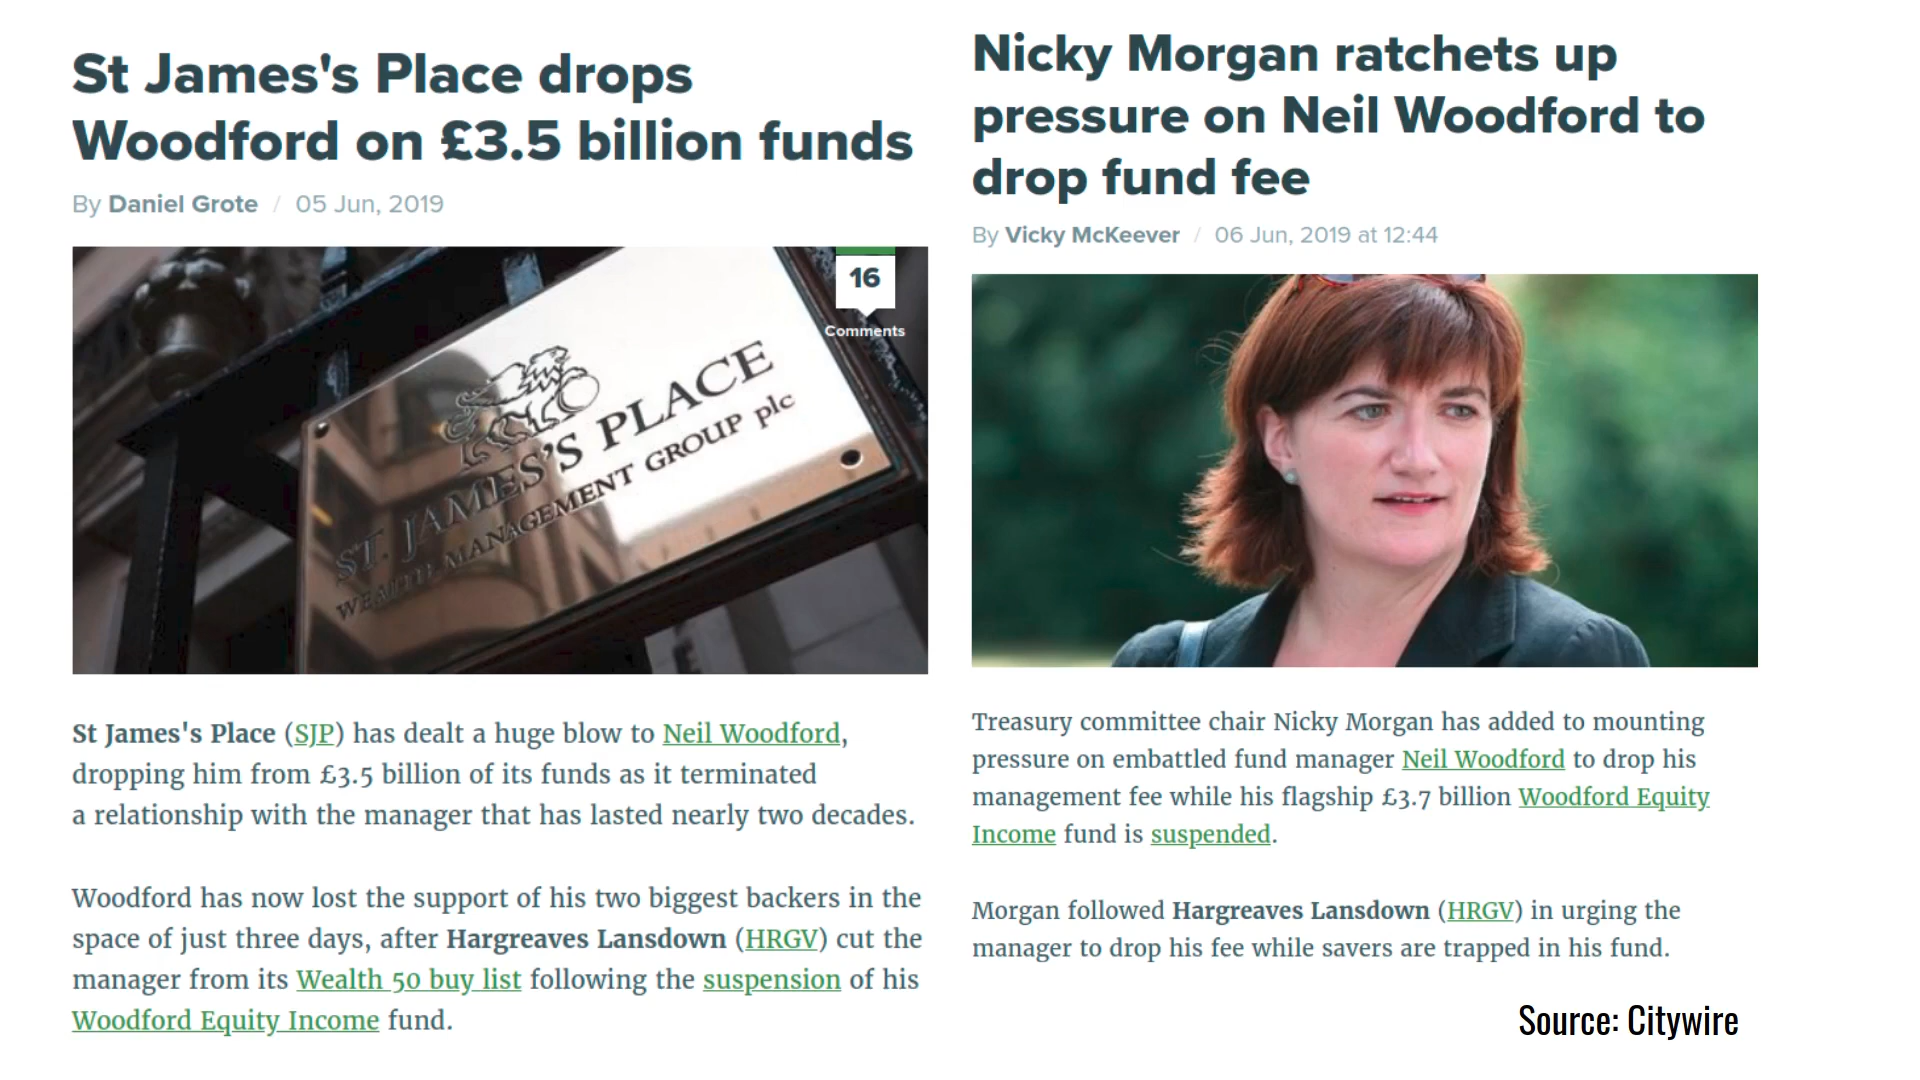 St James's Place drops
Woodford on £3.5 billion funds
By Daniel Grote / 05 Jun, 2019
16
Comments
ST. JAMES'S PLACE
WEALTH MANAGEMENT GROUP plc
St James's Place (SJP) has dealt a huge blow to Neil Woodford,
dropping him from £3.5 billion of its funds as it terminated
a relationship with the manager that has lasted nearly two decades.
Woodford has now lost the support of his two biggest backers in the
space of just three days, after Hargreaves Lansdown (HRGV) cut the
manager from its Wealth 50 buy list following the suspension of his
Woodford Equity Income fund.
Nicky Morgan ratchets up
pressure on Neil Woodford to
drop fund fee
By Vicky McKeever / 06 Jun, 2019 at 12:44
Treasury committee chair Nicky Morgan has added to mounting
pressure on embattled fund manager Neil Woodford to drop his
management fee while his flagship £3.7 billion Woodford Equity
Income fund is suspended.
Morgan followed Hargreaves Lansdown (HRGV) in urging the
manager to drop his fee while savers are trapped in his fund.
Source: Citywire